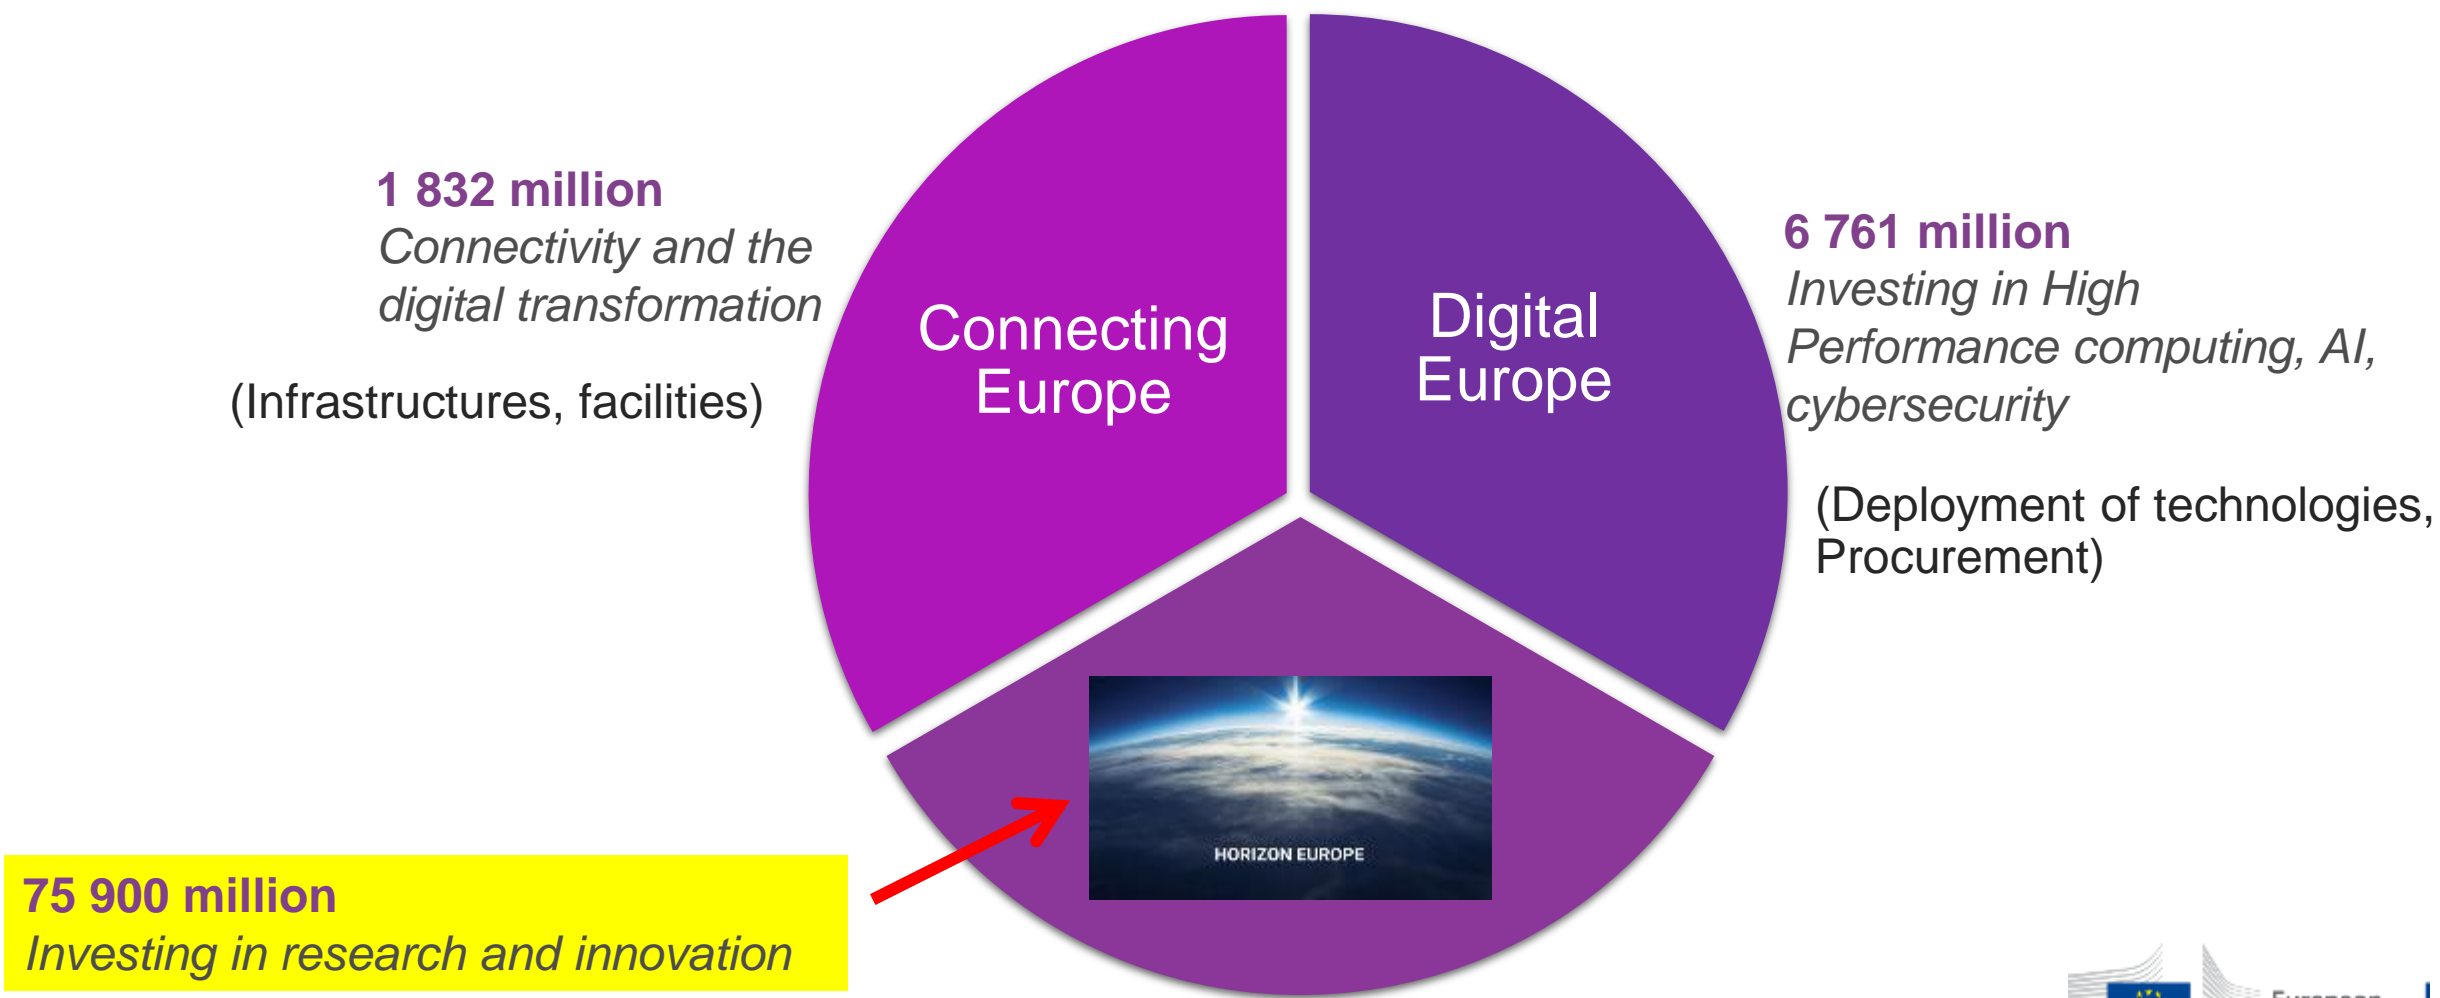 1 832 million
Connectivity and the
digital transformation
(Infrastructures, facilities)
Connecting
Europe
Digital
Europe
6 761 million
Investing in High
Performance computing, AI,
cybersecurity
(Deployment of technologies,
Procurement)
HORIZON EUROPE
75 900 million
Investing in research and innovation
European